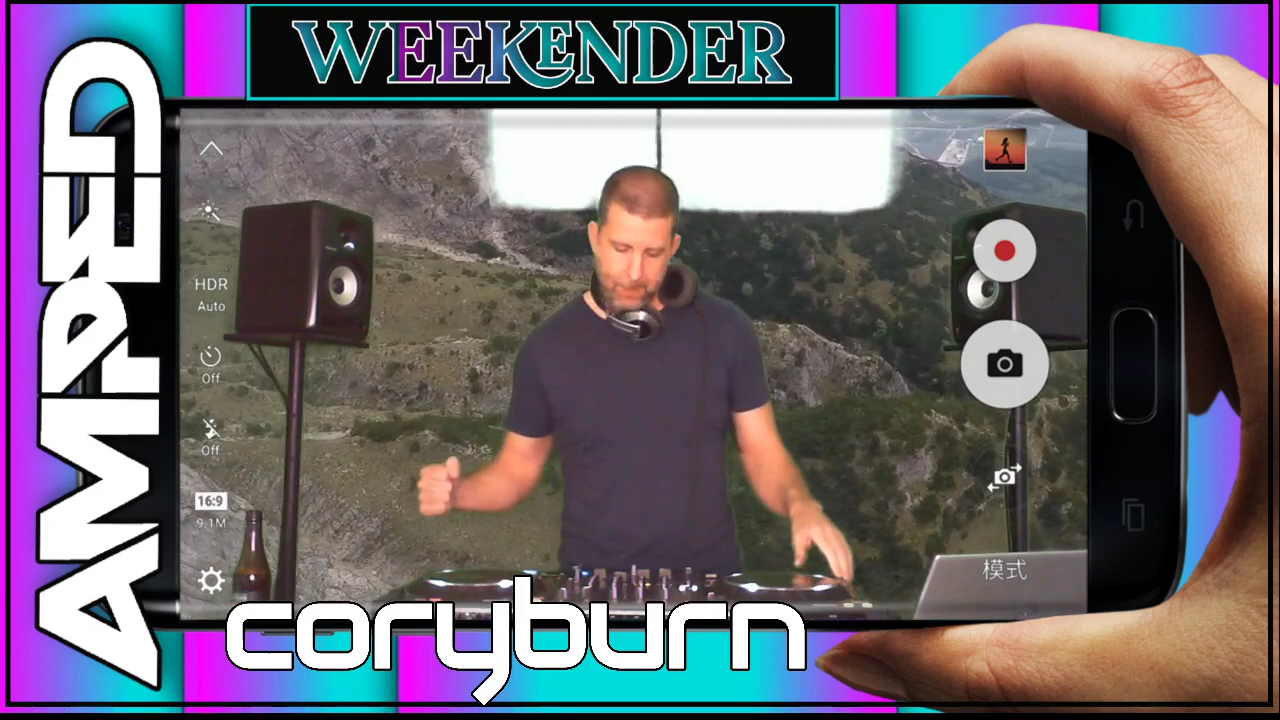 WEEKENDER
AMPED
HDR
Auto
Off
Off
16:9
9.1M
模式
coryburn